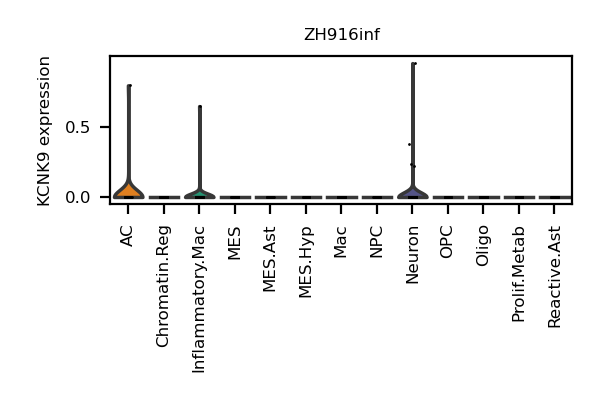 ZH916inf
KCNK9 expression
0.5
0.0
AC
Chromatin.Reg
Inflammatory.Mac
MES
MES.Ast
MES.Hyp
Mac
NPC
Neuron
OPC
Oligo
Prolif.Metab
Reactive.Ast